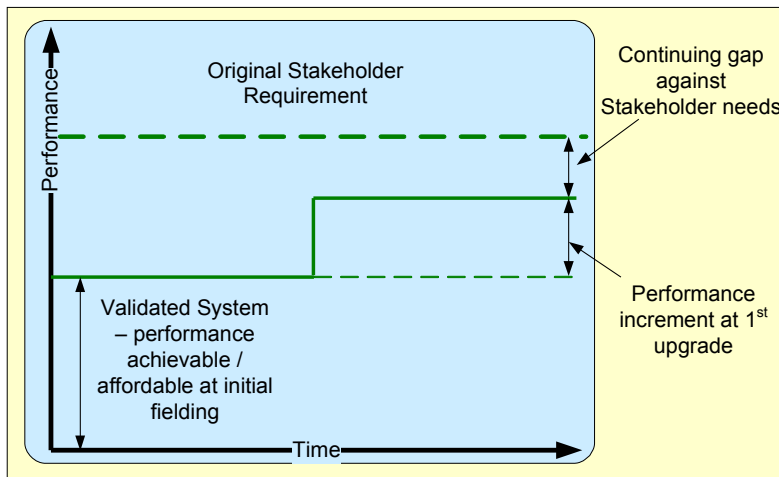 Performance
Original Stakeholder
Requirement
Continuing gap
against
Stakeholder needs
Validated System
– performance
achievable /
affordable at initial
fielding
Performance
increment at 1st
upgrade
Time